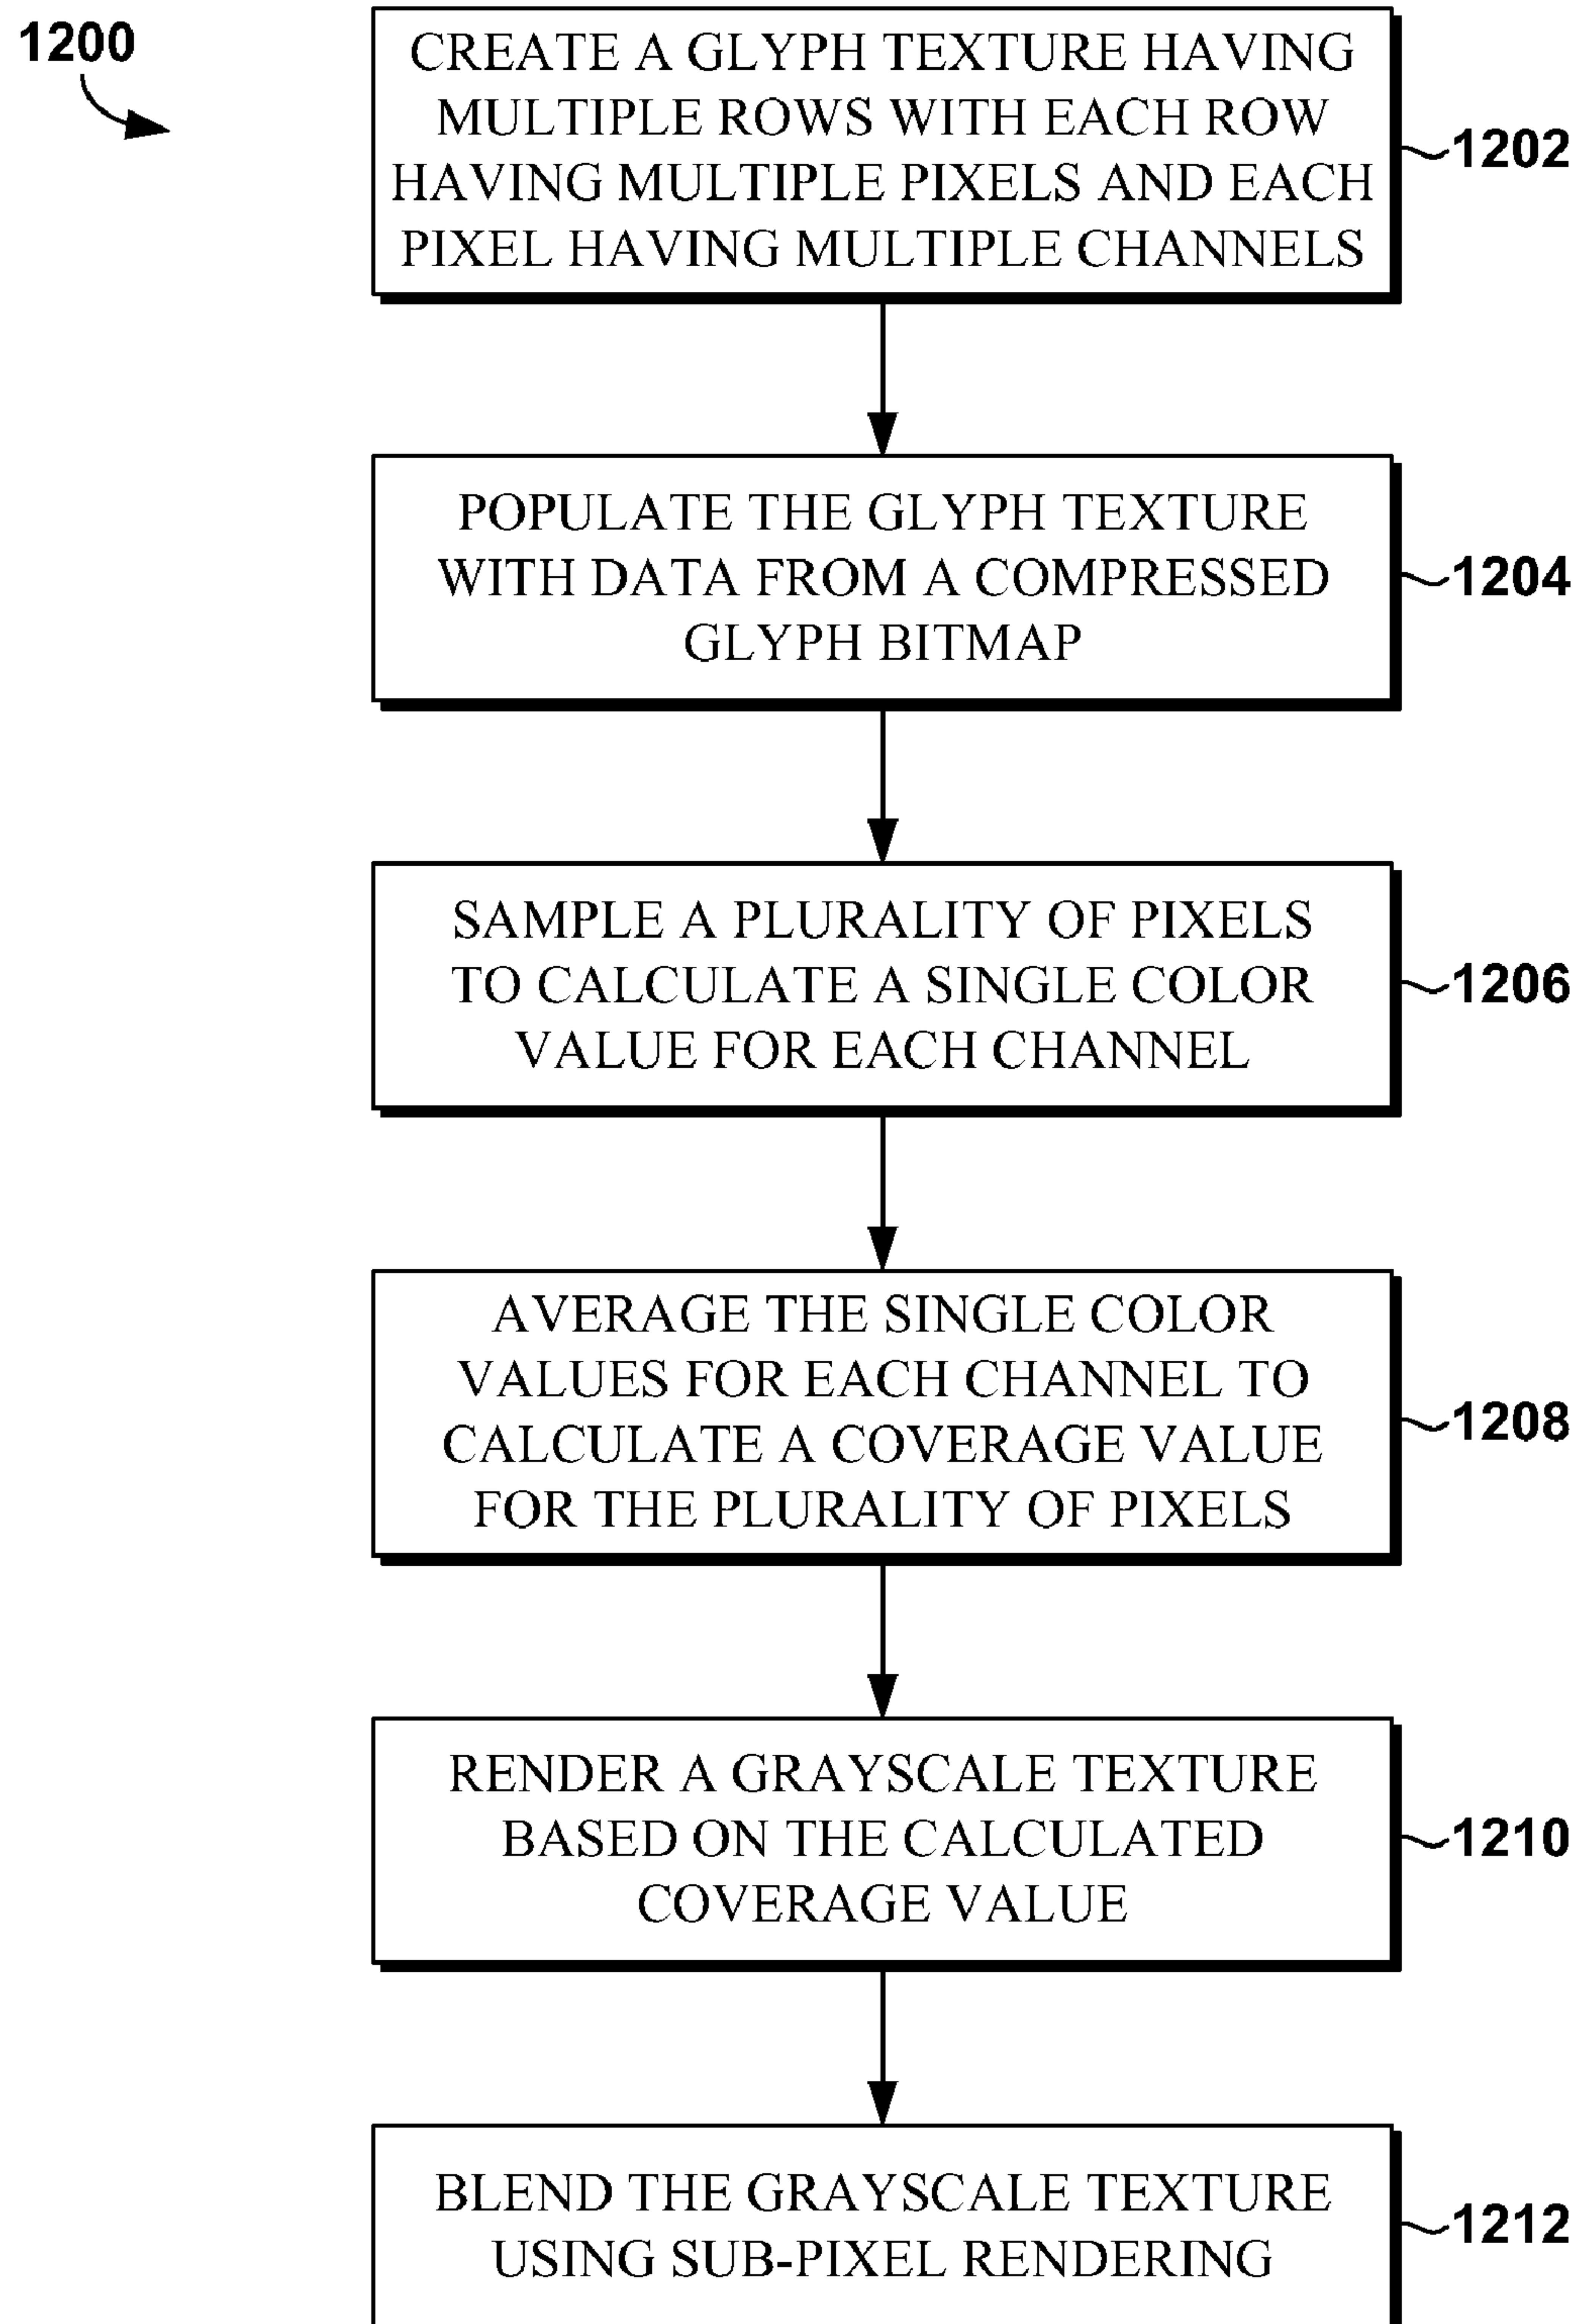 1200
CREATE A GLYPH TEXTURE HAVING
MULTIPLE ROWS WITH EACH ROW
HAVING MULTIPLE PIXELS AND EACH
PIXEL HAVING MULTIPLE CHANNELS
1202
POPULATE THE GLYPH TEXTURE
WITH DATA FROM A COMPRESSED
GLYPH BITMAP
1204
SAMPLE A PLURALITY OF PIXELS
TO CALCULATE A SINGLE COLOR
VALUE FOR EACH CHANNEL
1206
AVERAGE THE SINGLE COLOR
VALUES FOR EACH CHANNEL TO
CALCULATE A COVERAGE VALUE
FOR THE PLURALITY OF PIXELS
1208
RENDER A GRAYSCALE TEXTURE
BASED ON THE CALCULATED
COVERAGE VALUE
1210
BLEND THE GRAYSCALE TEXTURE
USING SUB-PIXEL RENDERING
1212